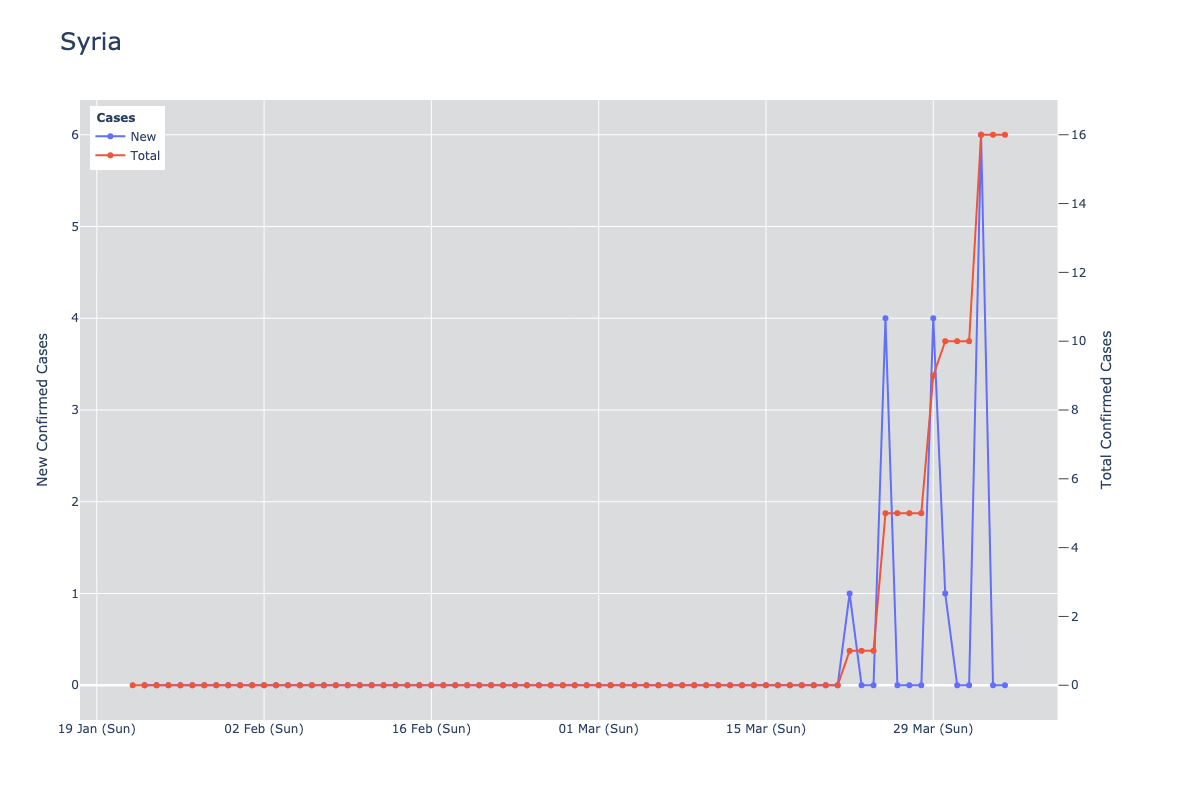 Syria
Cases
New
Total
6
5
4
3
2
1
0
New Confirmed Cases
16
14
12
10
8
6
4
2
0
Total Confirmed Cases
19 Jan (Sun)
02 Feb (Sun)
16 Feb (Sun)
01 Mar (Sun)
15 Mar (Sun)
29 Mar (Sun)